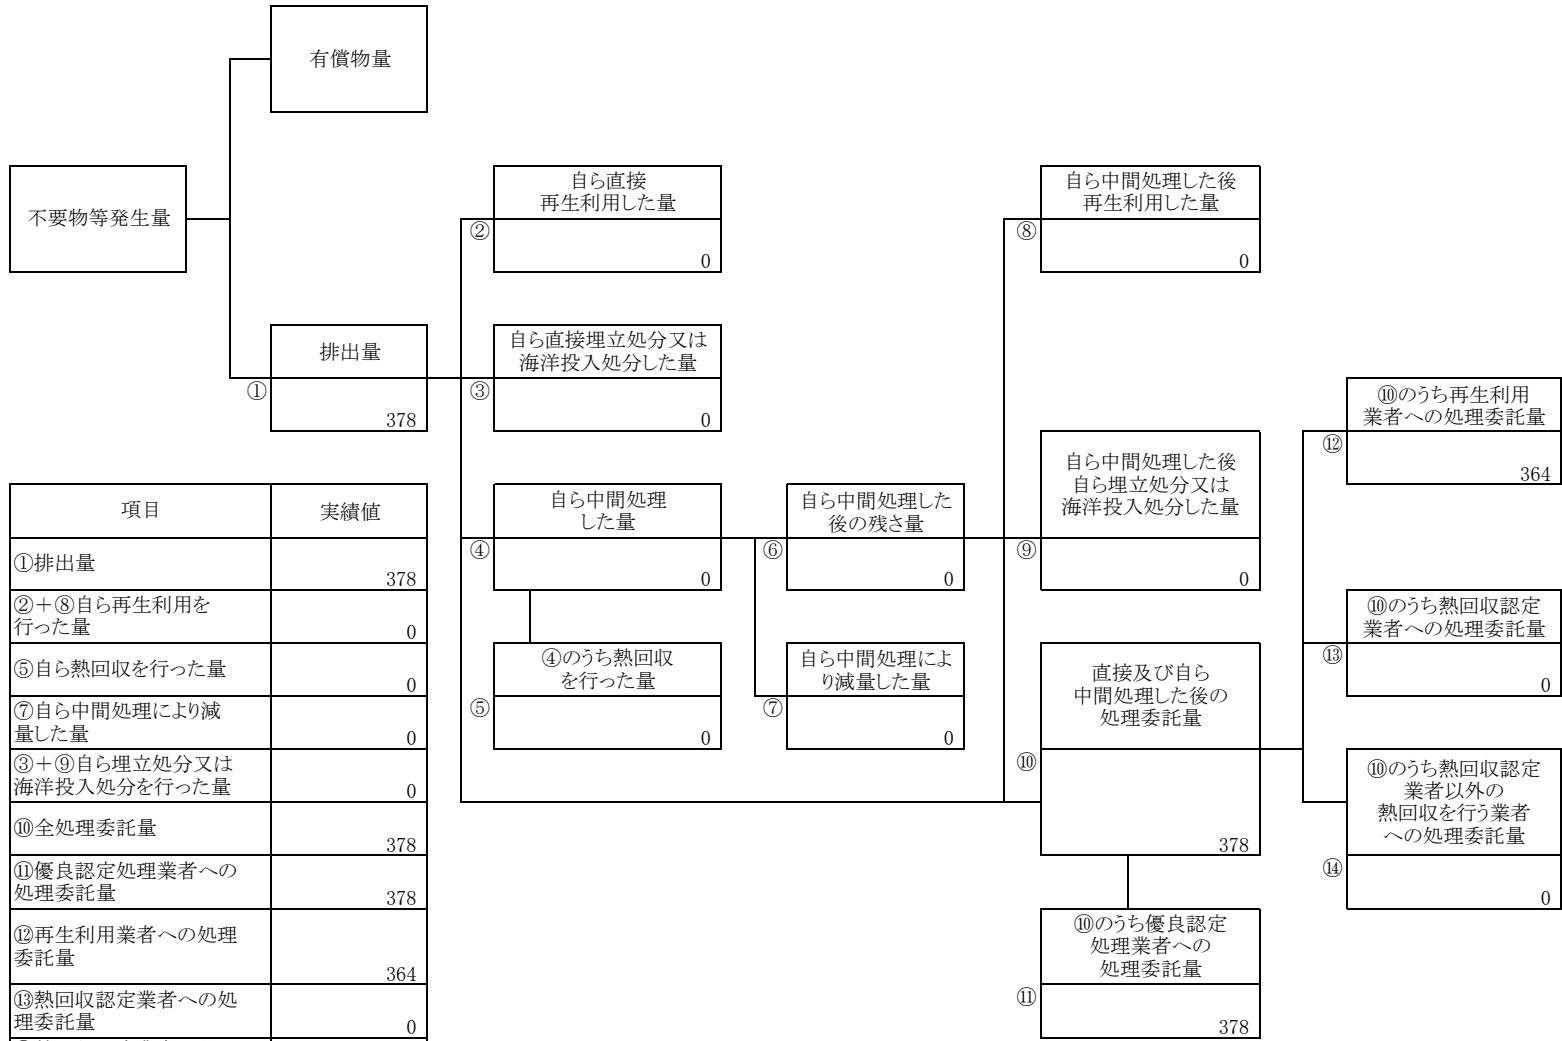 有償物量
不要物等発生量
自ら直接
再生利用した量
②
0
自ら中間処理した後
再生利用した量
⑧
0
排出量
①
378
自ら直接埋立処分又は
海洋投入処分した量
③
0
⑩のうち再生利用
業者への処理委託量
⑫
364
自ら中間処理
した量
④
0
自ら中間処理した
後の残さ量
⑥
0
自ら中間処理した後
自ら埋立処分又は
海洋投入処分した量
⑨
0
⑩のうち熱回収認定
業者への処理委託量
⑬
0
④のうち熱回収
を行った量
⑤
0
自ら中間処理によ
り減量した量
⑦
0
直接及び自ら
中間処理した後の
処理委託量
⑩
378
⑩のうち熱回収認定
業者以外の
熱回収を行う業者
への処理委託量
⑭
0
⑩のうち優良認定
処理業者への
処理委託量
⑪
378
項目 実績値
①排出量
378
②＋⑧自ら再生利用を
行った量 0
⑤自ら熱回収を行った量
0
⑦自ら中間処理により減
量した量 0
③＋⑨自ら埋立処分又は
海洋投入処分を行った量 0
⑩全処理委託量
378
⑪優良認定処理業者への
処理委託量 378
⑫再生利用業者への処理
委託量
364
⑬熱回収認定業者への処
理委託量 0